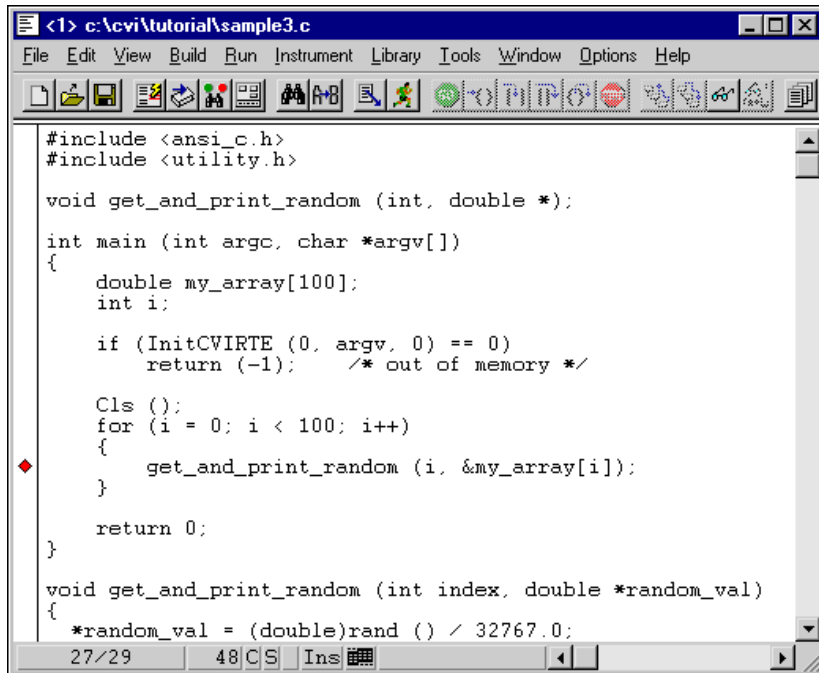 <1> c:\cvi\tutorial\sample3.c
File Edit View Build Run Instrument Library Tools Window Options Help
A→B GO
#include <ansi_c.h>
#include <utility.h>
void get_and_print_random (int, double *);
int main (int argc, char *argv[])
{
    double my_array[100];
    int i;
    if (InitCVIRTE (0, argv, 0) == 0)
        return (-1);    /* out of memory */
    Cls ();
    for (i = 0; i < 100; i++)
    {
        get_and_print_random (i, &my_array[i]);
    }
    return 0;
}
void get_and_print_random (int index, double *random_val)
{
  *random_val = (double)rand () / 32767.0;
27/29 48 C S Ins